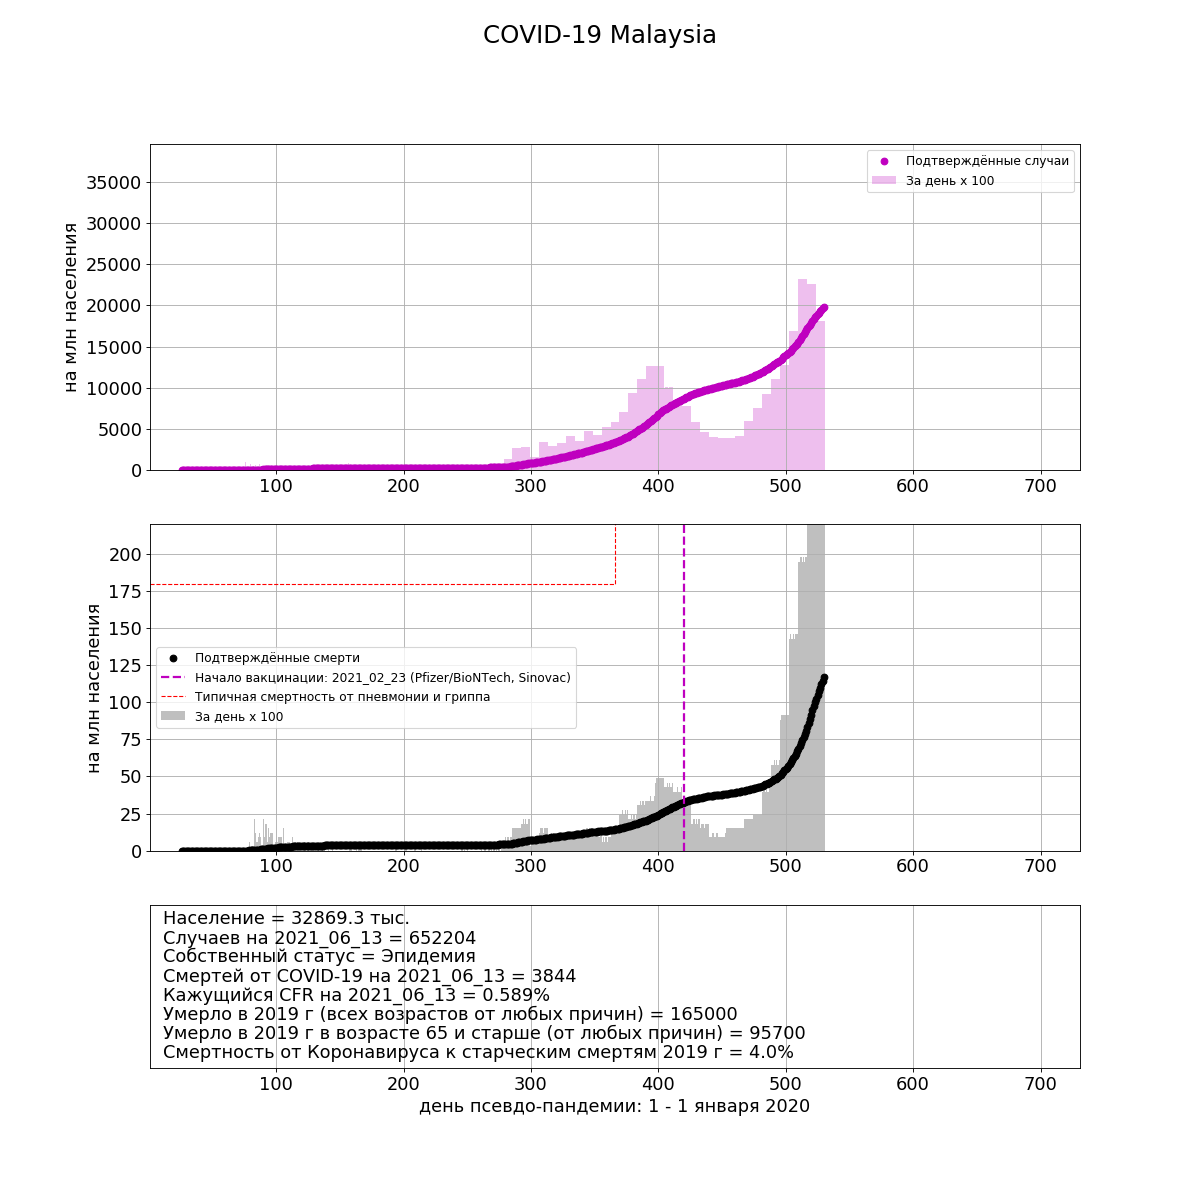 COVID-19 Malaysia
35000
30000
25000
20000
15000
10000
5000
0
на млн населения
Подтверждённые случаи
За день x 100
100 200 300 400 500 600 700
200
175
150
125
100
75
50
25
0
на млн населения
Подтверждённые смерти
Начало вакцинации: 2021_02_23 (Pfizer/BioNTech, Sinovac)
Типичная смертность от пневмонии и гриппа
За день x 100
100 200 300 400 500 600 700
Население = 32869.3 тыс.
Случаев на 2021_06_13 = 652204
Собственный статус = Эпидемия
Смертей от COVID-19 на 2021_06_13 = 3844
Кажущийся CFR на 2021_06_13 = 0.589%
Умерло в 2019 г (всех возрастов от любых причин) = 165000
Умерло в 2019 г в возрасте 65 и старше (от любых причин) = 95700
Смертность от Коронавируса к старческим смертям 2019 г = 4.0%
100 200 300 400 500 600 700
день псевдо-пандемии: 1 - 1 января 2020